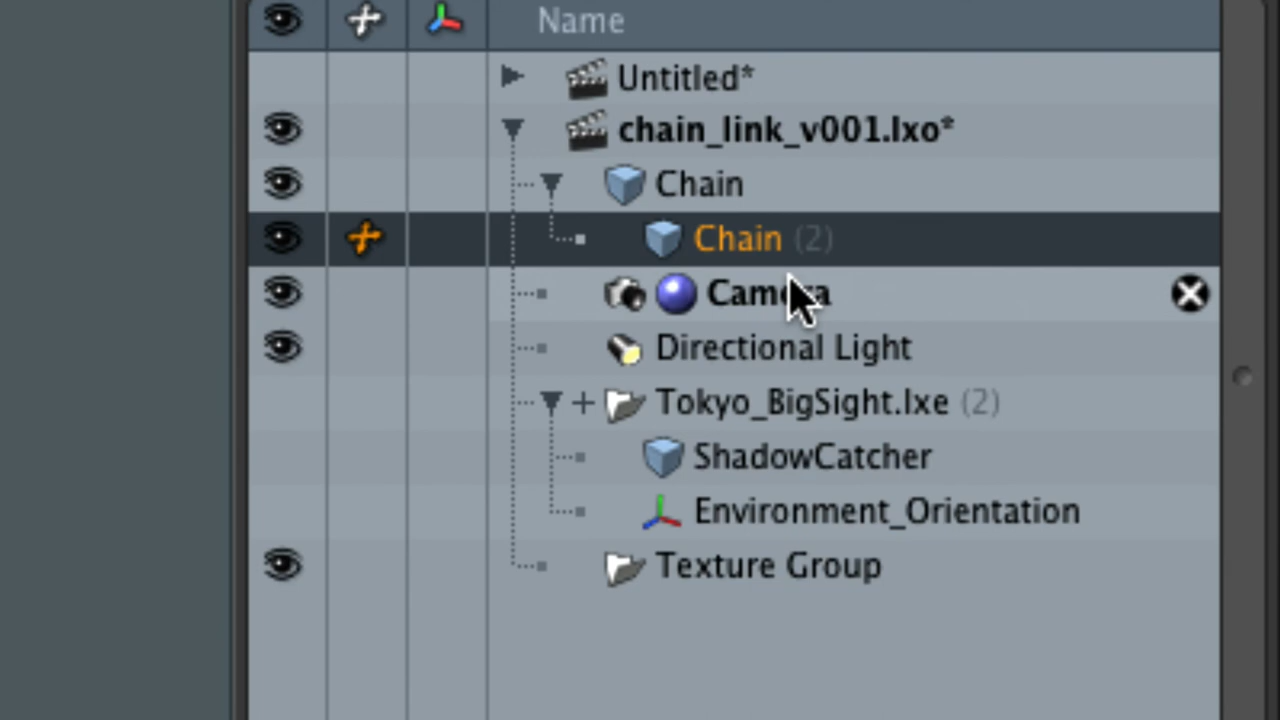 Name
Untitled*
chain_link_v001.lxo*
Chain
Chain (2)
Camera
Directional Light
+ Tokyo_BigSight.lxe (2)
ShadowCatcher
Environment_Orientation
Texture Group